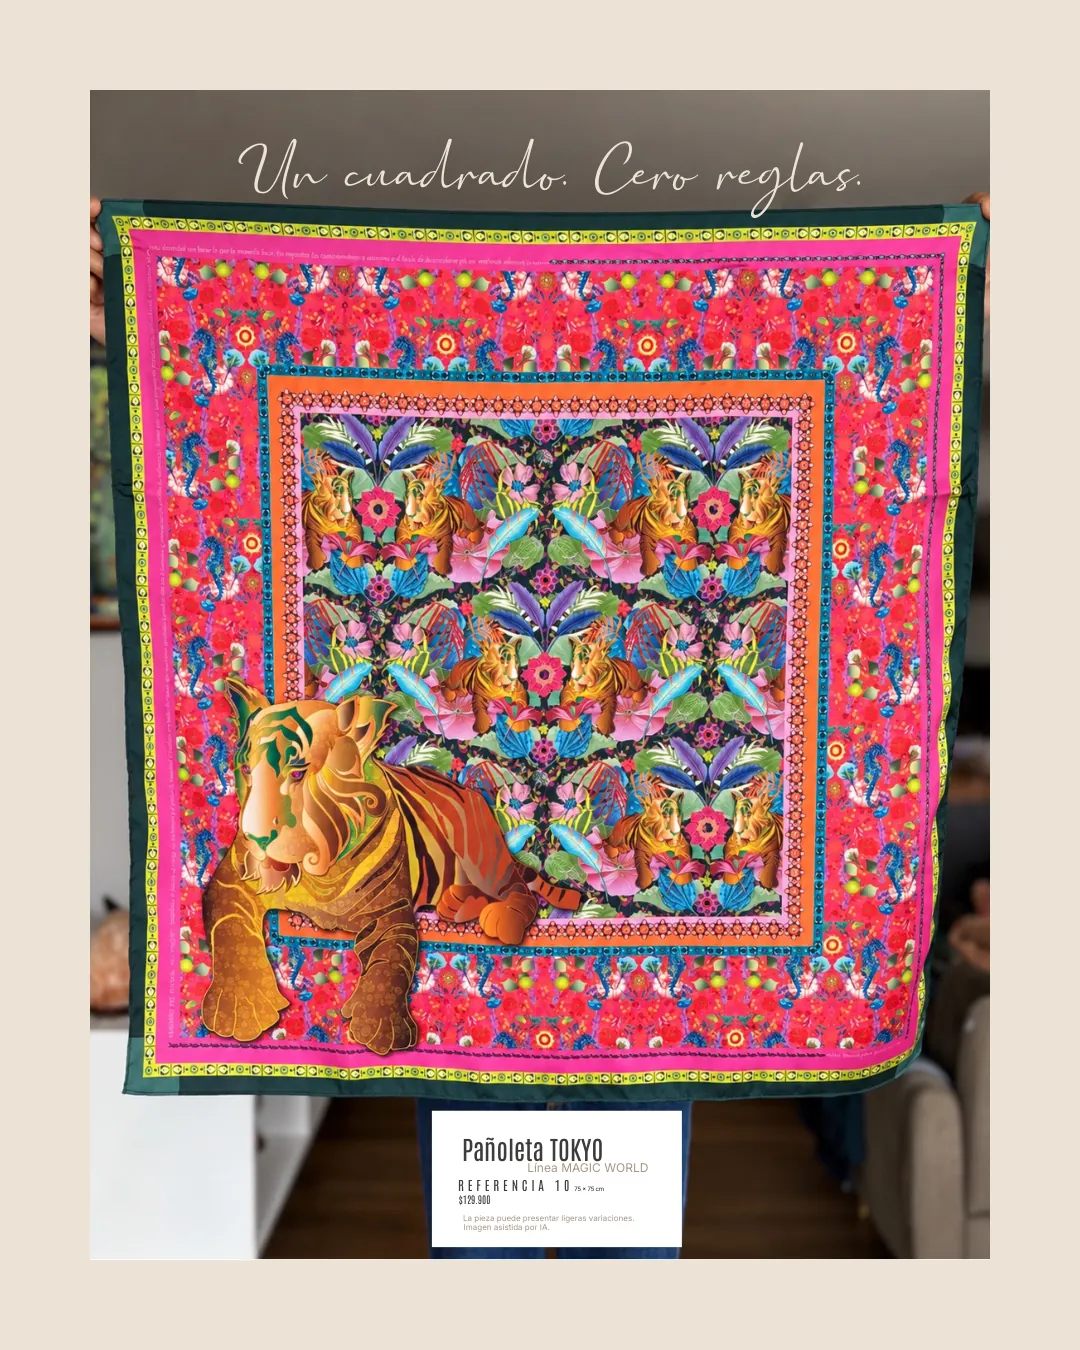 Un cuadrado. Cero reglas.
Pañoleta TOKYO
Línea MAGIC WORLD
REFERENCIA 10 75 x 75 cm
$129.900
La pieza puede presentar ligeras variaciones.
Imagen asistida por IA.